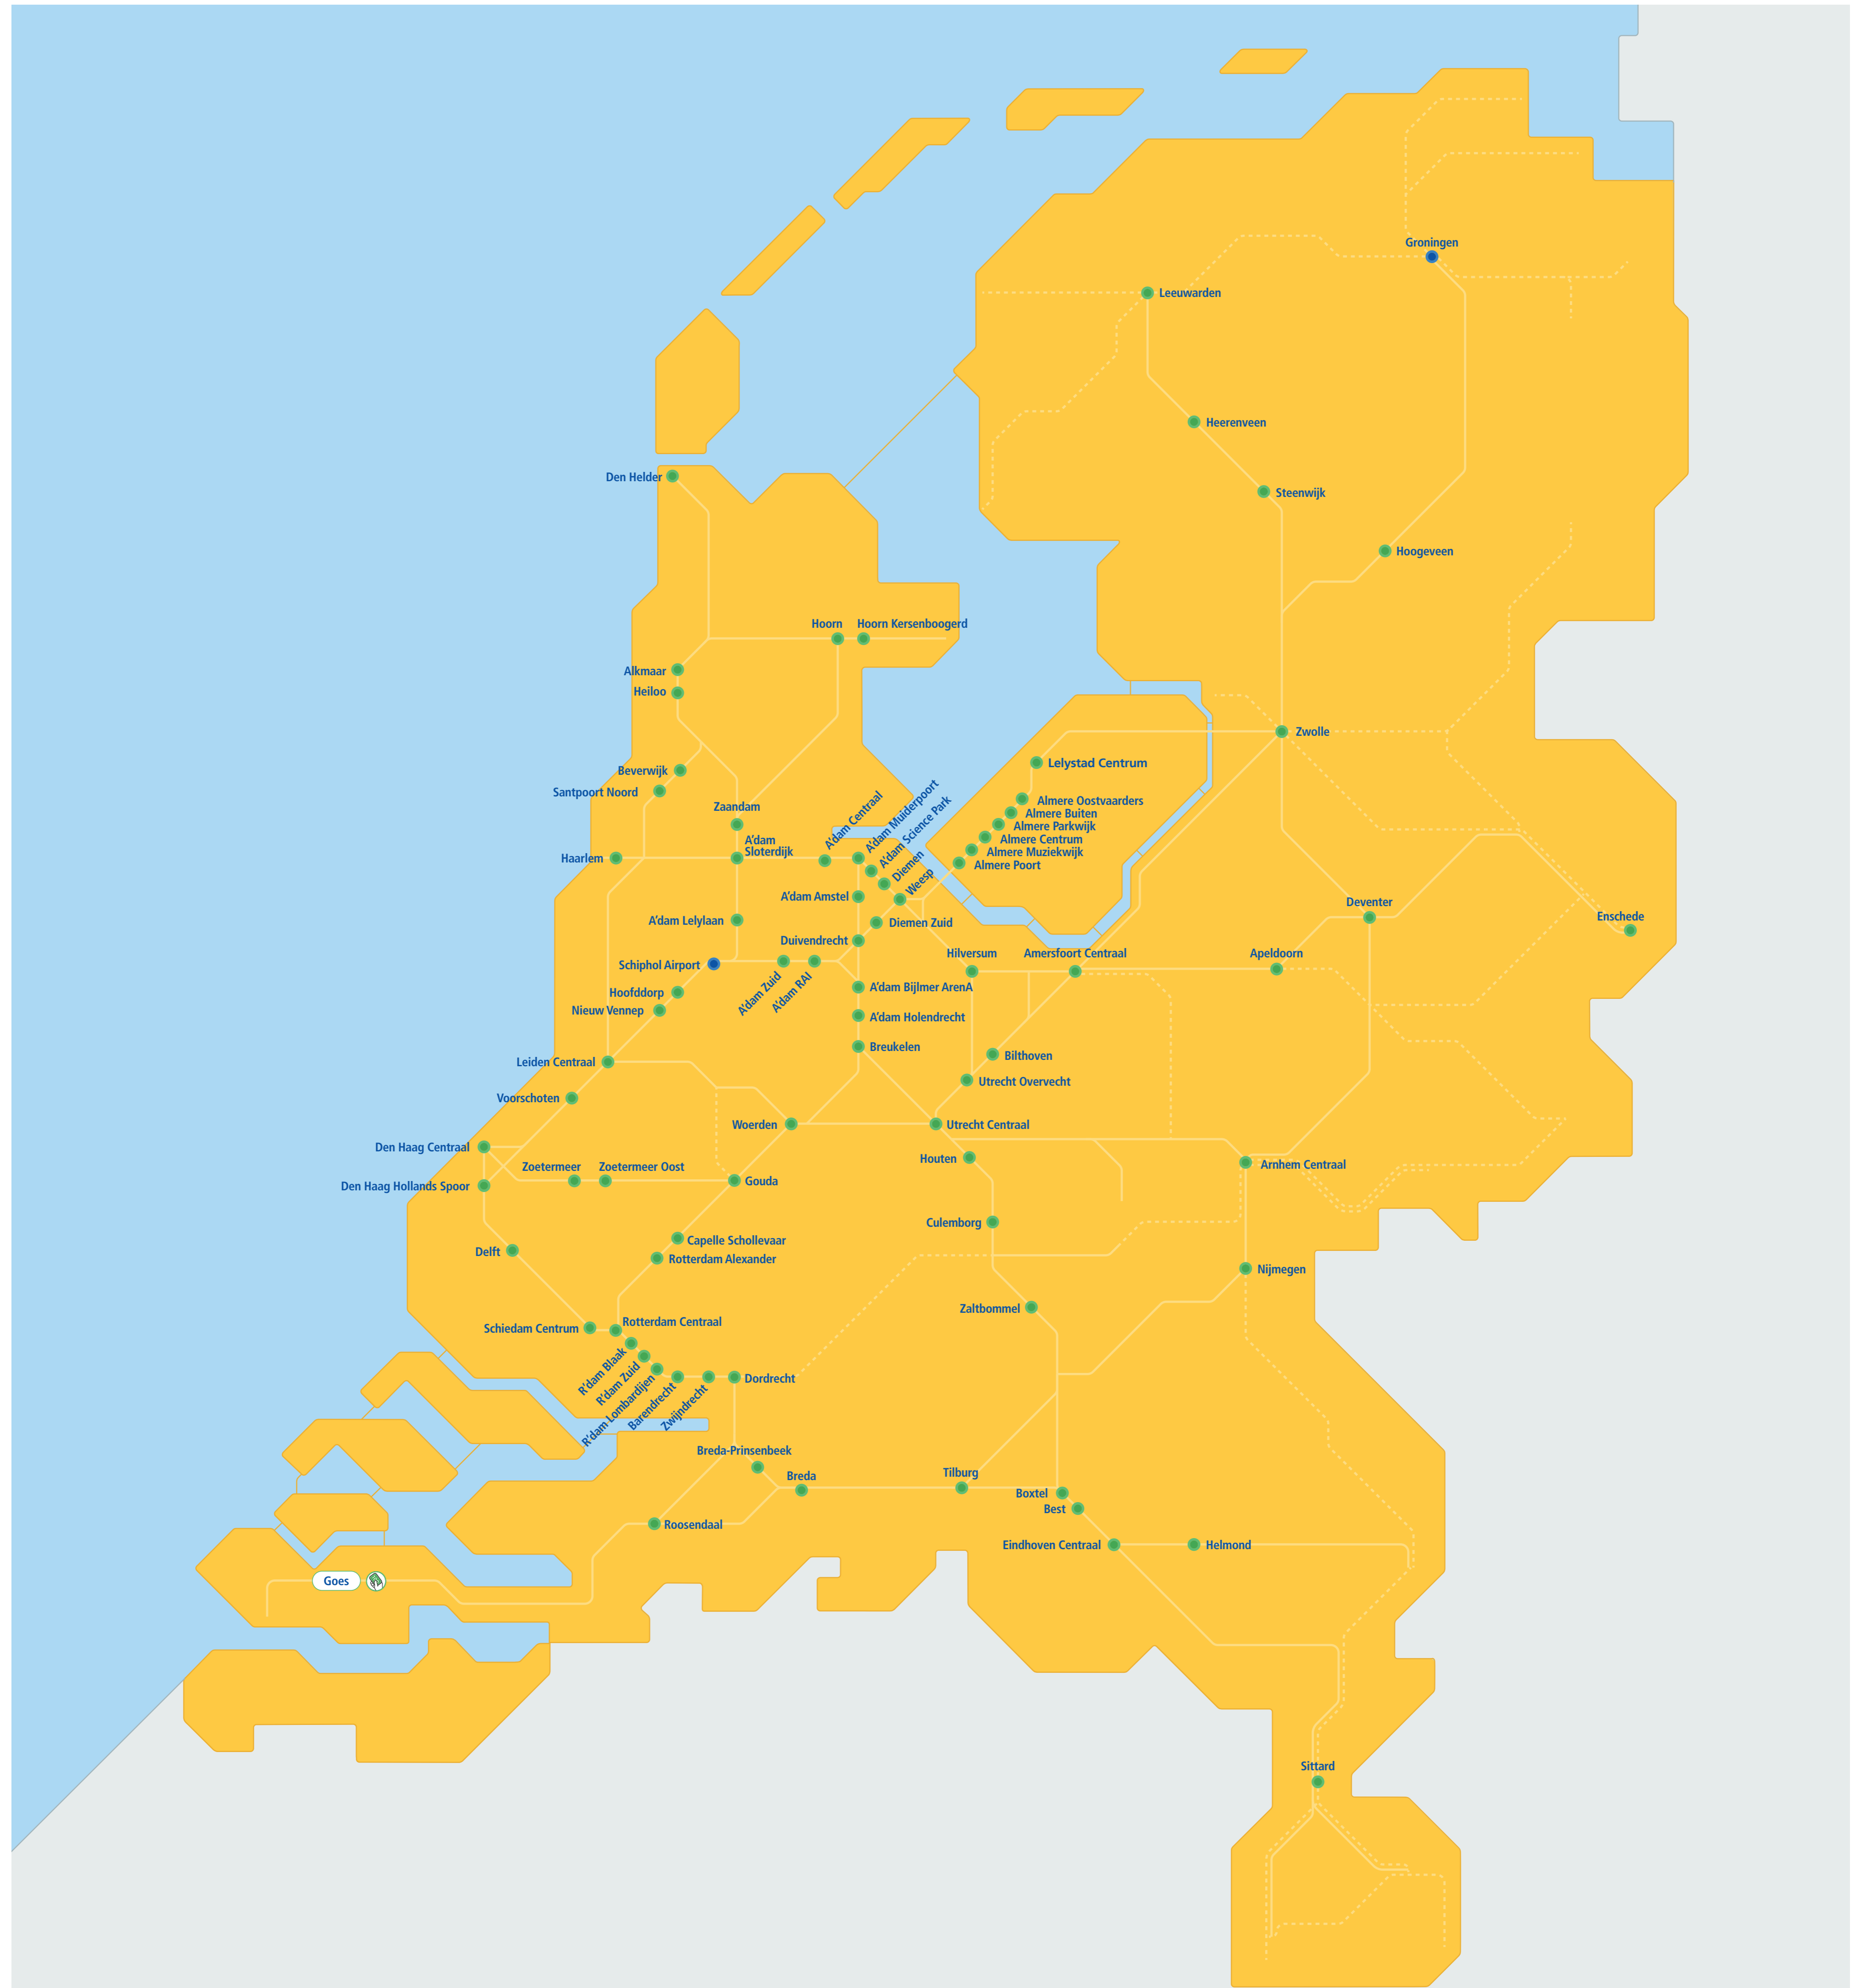 Groningen
Leeuwarden
Heerenveen
Den Helder
Steenwijk
Hoogeveen
Hoorn
Hoorn Kersenboogerd
Alkmaar
Heiloo
Zwolle
Lelystad Centrum
Beverwijk
Santpoort Noord
Almere Oostvaarders
Zaandam
A'dam Centraal
A'dam Muiderpoort
A'dam Science Park
Almere Buiten
Almere Parkwijk
A'dam
Sloterdijk
Almere Centrum
Almere Muziekwijk
Haarlem
Diemen
Almere Poort
Weesp
A'dam Amstel
Deventer
Enschede
A'dam Lelylaan
Diemen Zuid
Duivendrecht
Hilversum
Amersfoort Centraal
Apeldoorn
Schiphol Airport
A'dam Zuid
A'dam RAI
A'dam Bijlmer ArenA
Hoofddorp
Nieuw Vennep
A'dam Holendrecht
Breukelen
Bilthoven
Leiden Centraal
Utrecht Overvecht
Voorschoten
Woerden
Utrecht Centraal
Den Haag Centraal
Houten
Arnhem Centraal
Zoetermeer
Zoetermeer Oost
Gouda
Den Haag Hollands Spoor
Culemborg
Capelle Schollevaar
Delft
Rotterdam Alexander
Nijmegen
Zaltbommel
Rotterdam Centraal
Schiedam Centrum
R'dam Blaak
R'dam Zuid
R'dam Lombardijen
Barendrecht
Zwijndrecht
Dordrecht
Breda-Prinsenbeek
Breda
Tilburg
Boxtel
Best
Roosendaal
Eindhoven Centraal
Helmond
Goes
Sittard